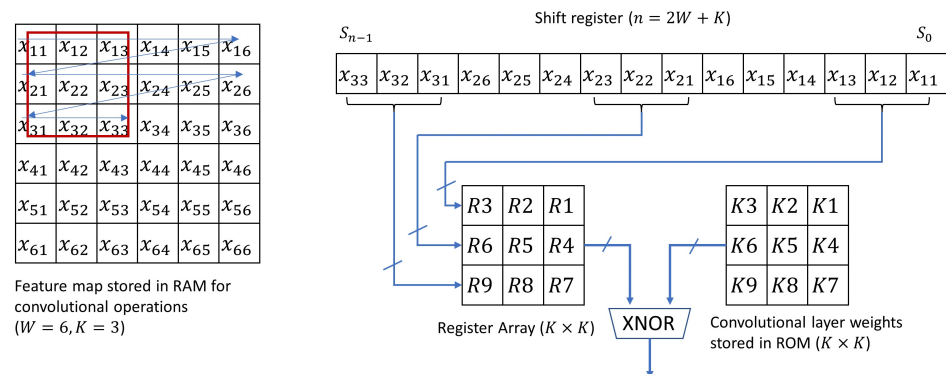 x11 x12 x13 x14 x15 x16
x21 x22 x23 x24 x25 x26
x31 x32 x33 x34 x35 x36
x41 x42 x43 x44 x45 x46
x51 x52 x53 x54 x55 x56
x61 x62 x63 x64 x65 x66
Feature map stored in RAM for
convolutional operations
(W = 6, K = 3)
Shift register (n = 2W + K)
Sn−1 S0
x33 x32 x31 x26 x25 x24 x23 x22 x21 x16 x15 x14 x13 x12 x11
R3 R2 R1
R6 R5 R4
R9 R8 R7
Register Array (K × K)
K3 K2 K1
K6 K5 K4
K9 K8 K7
XNOR
Convolutional layer weights
stored in ROM (K × K)